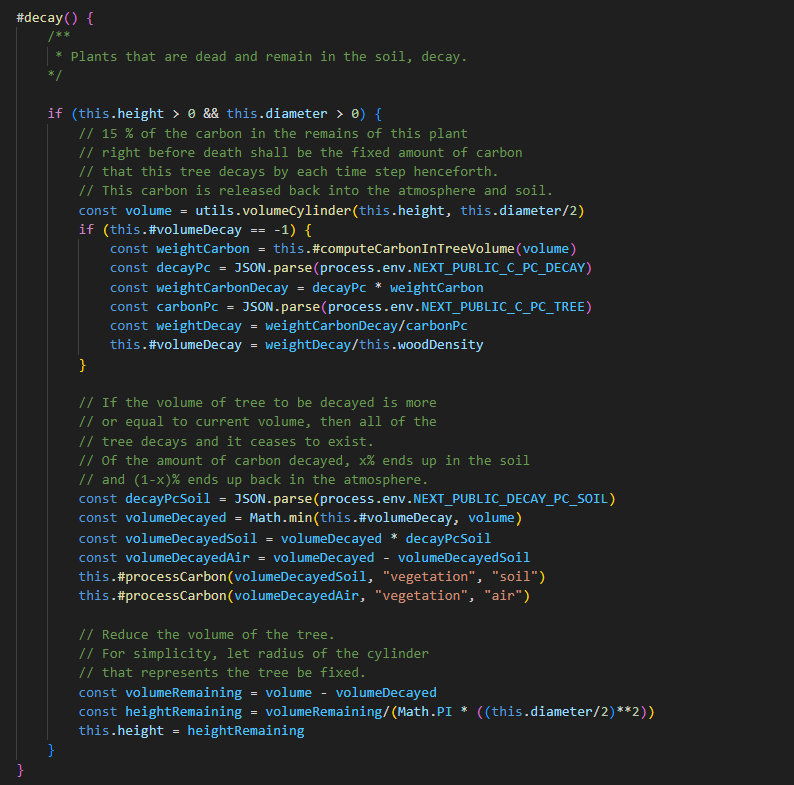 #decay() {
/**
* Plants that are dead and remain in the soil, decay.
*/
if (this.height > 0 && this.diameter > 0) {
// 15 % of the carbon in the remains of this plant
// right before death shall be the fixed amount of carbon
// that this tree decays by each time step henceforth.
// This carbon is released back into the atmosphere and soil.
const volume = utils.volumeCylinder(this.height, this.diameter/2)
if (this.#volumeDecay == -1) {
const weightCarbon = this.#computeCarbonInTreeVolume(volume)
const decayPc = JSON.parse(process.env.NEXT_PUBLIC_C_PC_DECAY)
const weightCarbonDecay = decayPc * weightCarbon
const carbonPc = JSON.parse(process.env.NEXT_PUBLIC_C_PC_TREE)
const weightDecay = weightCarbonDecay/carbonPc
this.#volumeDecay = weightDecay/this.woodDensity
}
// If the volume of tree to be decayed is more
// or equal to current volume, then all of the
// tree decays and it ceases to exist.
// Of the amount of carbon decayed, x% ends up in the soil
// and (1-x)% ends up back in the atmosphere.
const decayPcSoil = JSON.parse(process.env.NEXT_PUBLIC_DECAY_PC_SOIL)
const volumeDecayed = Math.min(this.#volumeDecay, volume)
const volumeDecayedSoil = volumeDecayed * decayPcSoil
const volumeDecayedAir = volumeDecayed - volumeDecayedSoil
this.#processCarbon(volumeDecayedSoil, "vegetation", "soil")
this.#processCarbon(volumeDecayedAir, "vegetation", "air")
// Reduce the volume of the tree.
// For simplicity, let radius of the cylinder
// that represents the tree be fixed.
const volumeRemaining = volume - volumeDecayed
const heightRemaining = volumeRemaining/(Math.PI * ((this.diameter/2)**2))
this.height = heightRemaining
}
}